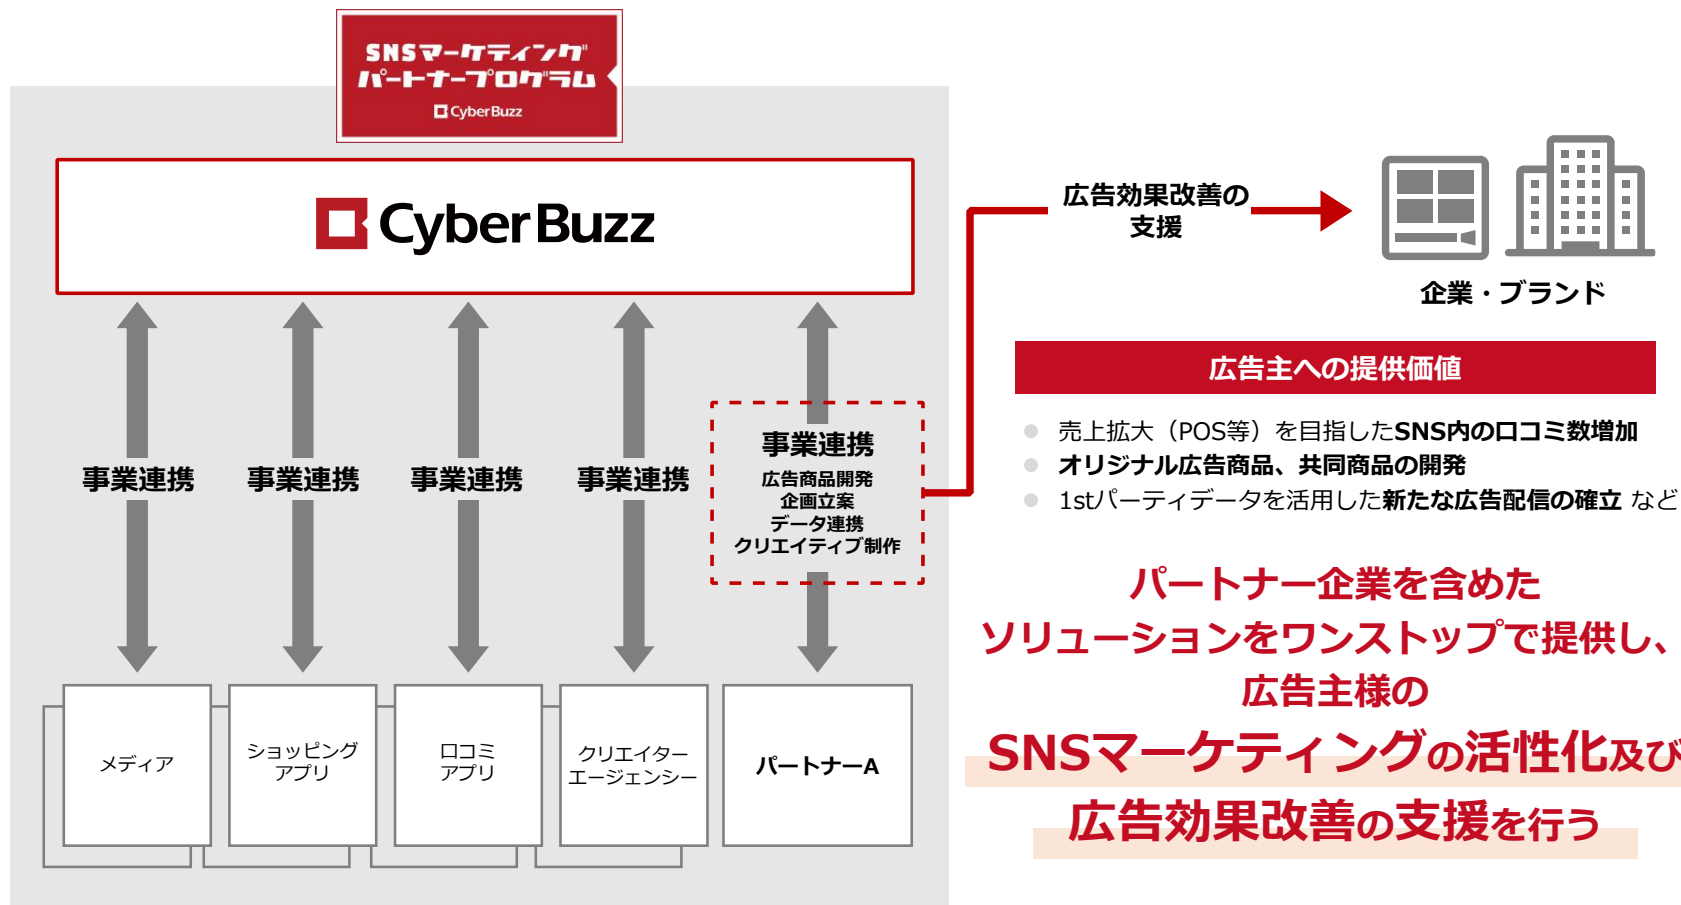 SNSマーケティング
パートナープログラム
CyberBuzz
CyberBuzz
事業連携
事業連携
事業連携
事業連携
事業連携
広告商品開発
企画立案
データ連携
クリエイティブ制作
メディア
ショッピング
アプリ
口コミ
アプリ
クリエイター
エージェンシー
パートナーA
広告効果改善の
支援
企業・ブランド
広告主への提供価値
売上拡大（POS等）を目指したSNS内の口コミ数増加
オリジナル広告商品、共同商品の開発
1stパーティデータを活用した新たな広告配信の確立 など
パートナー企業を含めた
ソリューションをワンストップで提供し、
広告主様の
SNSマーケティングの活性化及び
広告効果改善の支援を行う